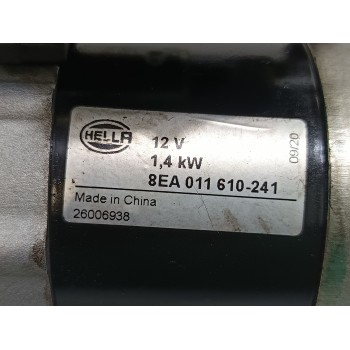 HELLA
12 V
1,4 kW
09/20
8EA 011 610-241
Made in China
26006938